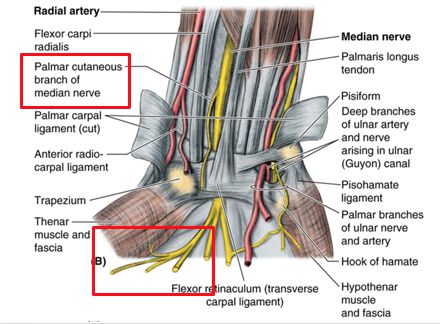 Radial artery
Flexor carpi
radialis
Palmar cutaneous
branch of
median nerve
Palmar carpal
ligament (cut)
Anterior radio-
carpal ligament
Trapezium
Thenar
muscle and
fascia
(B)
Flexor retinaculum (transverse
carpal ligament)
Median nerve
Palmaris longus
tendon
Pisiform
Deep branches
of ulnar artery
and nerve
arising in ulnar
(Guyon) canal
Pisohamate
ligament
Palmar branches
of ulnar nerve
and artery
Hook of hamate
Hypothenar
muscle
and fascia